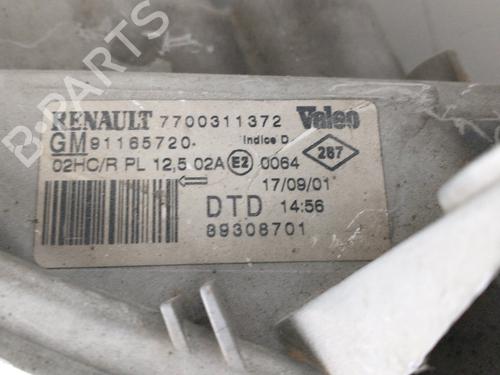 RENAULT 7700311372 Valeo
GM 91165720. Indice D
02HC/R PL 12,5 02A E2 0064 287
17/09/01
DTD 14:56
89308701
B-PARTS